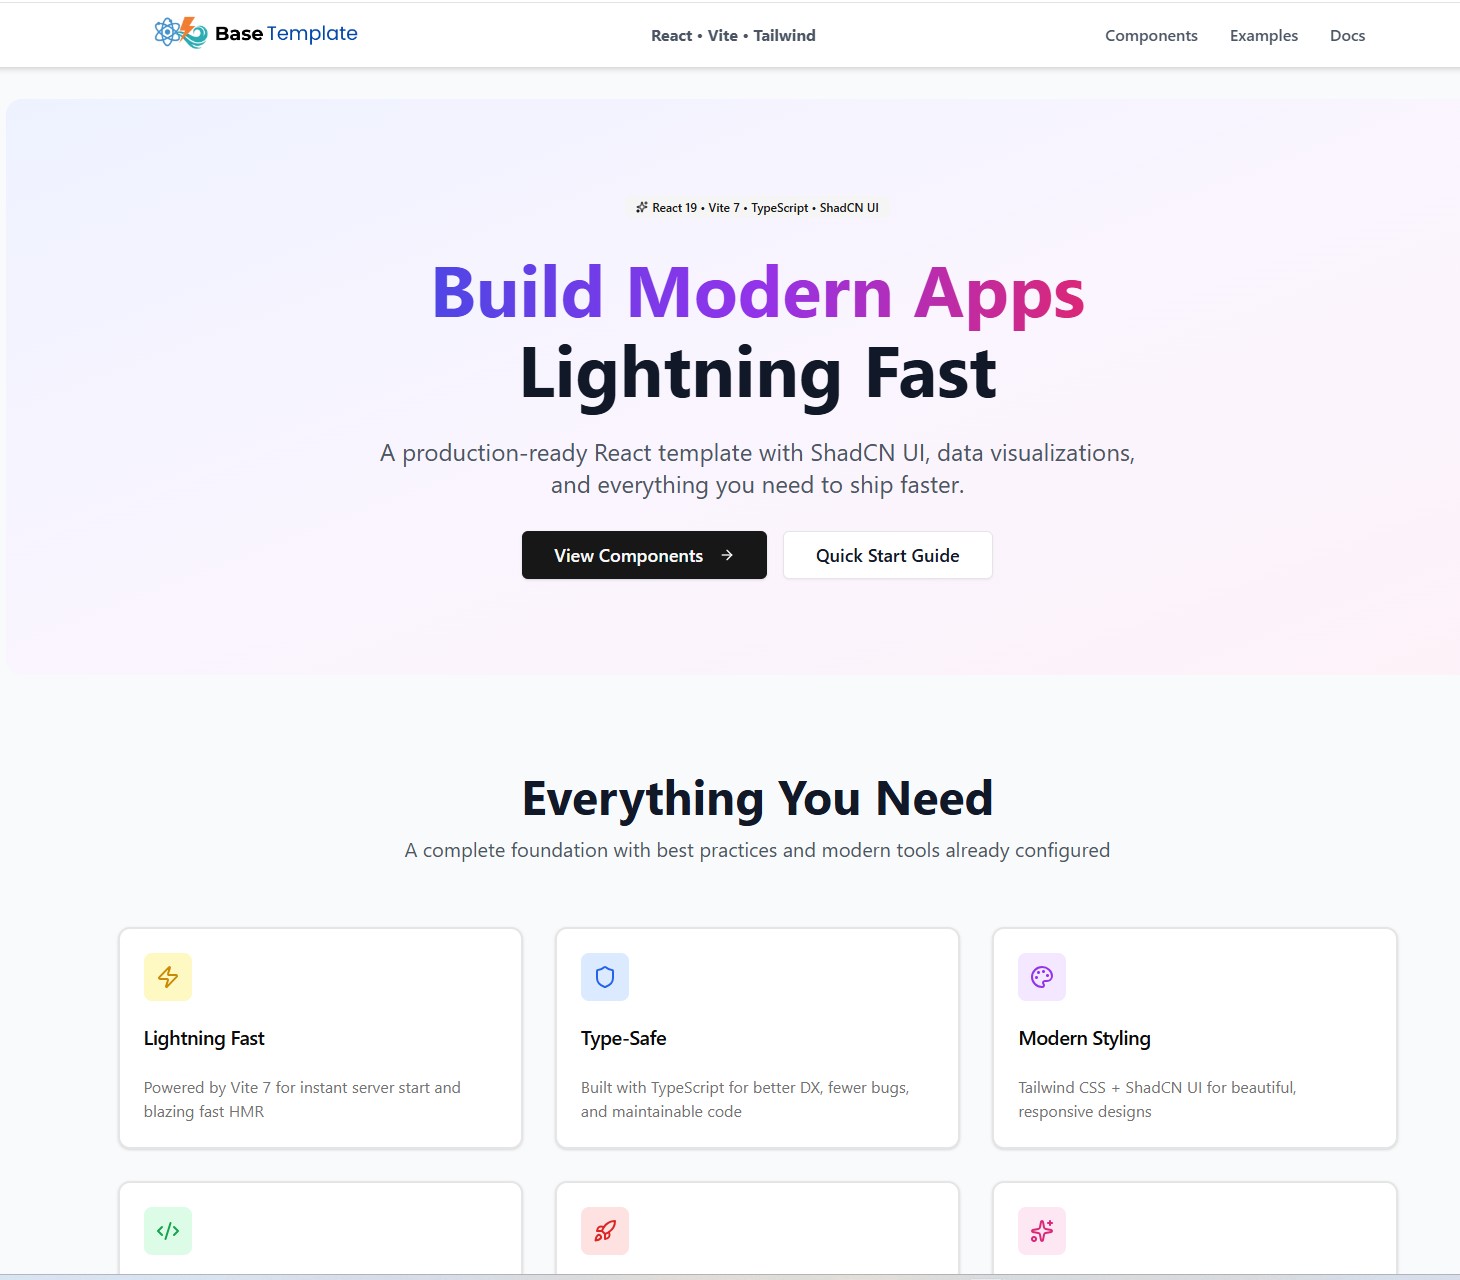 Base Template
React • Vite • Tailwind
Components
Examples
Docs
React 19 • Vite 7 • TypeScript • ShadCN UI
Build Modern Apps
Lightning Fast
A production-ready React template with ShadCN UI, data visualizations,
and everything you need to ship faster.
View Components
Quick Start Guide
Everything You Need
A complete foundation with best practices and modern tools already configured
Lightning Fast
Powered by Vite 7 for instant server start and
blazing fast HMR
Type-Safe
Built with TypeScript for better DX, fewer bugs,
and maintainable code
Modern Styling
Tailwind CSS + ShadCN UI for beautiful,
responsive designs